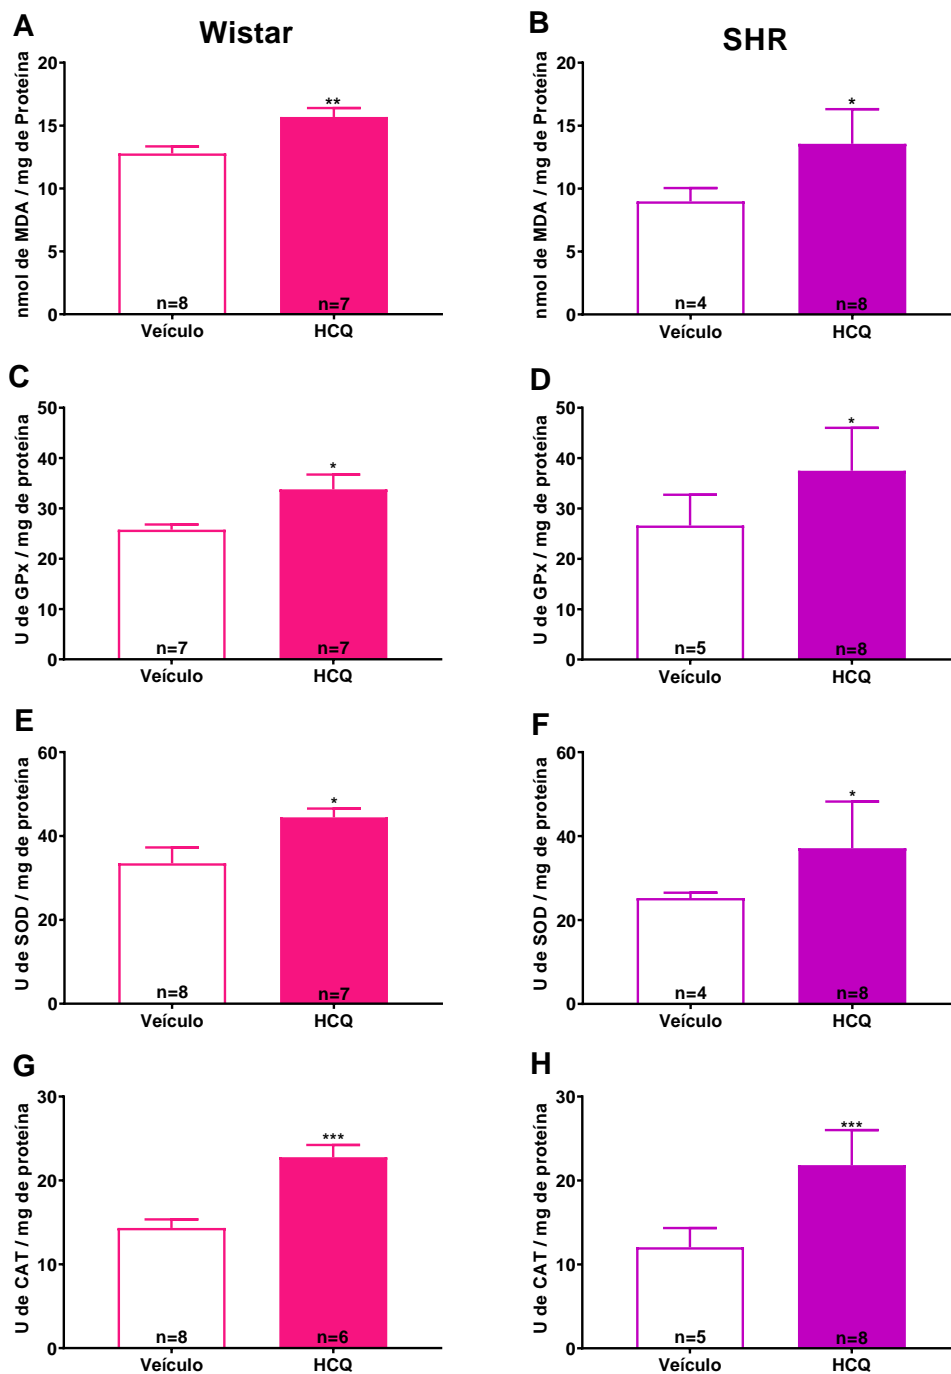 A
Wistar
nmol de MDA / mg de Proteína
20
15
10
5
0
**
n=8
n=7
Veículo
HCQ
B
SHR
nmol de MDA / mg de Proteína
20
15
10
5
0
*
n=4
n=8
Veículo
HCQ
C
U de GPx / mg de proteína
50
40
30
20
10
0
*
n=7
n=7
Veículo
HCQ
D
U de GPx / mg de proteína
50
40
30
20
10
0
*
n=5
n=8
Veículo
HCQ
E
U de SOD / mg de proteína
60
40
20
0
*
n=8
n=7
Veículo
HCQ
F
U de SOD / mg de proteína
60
40
20
0
*
n=4
n=8
Veículo
HCQ
G
U de CAT / mg de proteína
30
20
10
0
***
n=8
n=6
Veículo
HCQ
H
U de CAT / mg de proteína
30
20
10
0
***
n=5
n=8
Veículo
HCQ